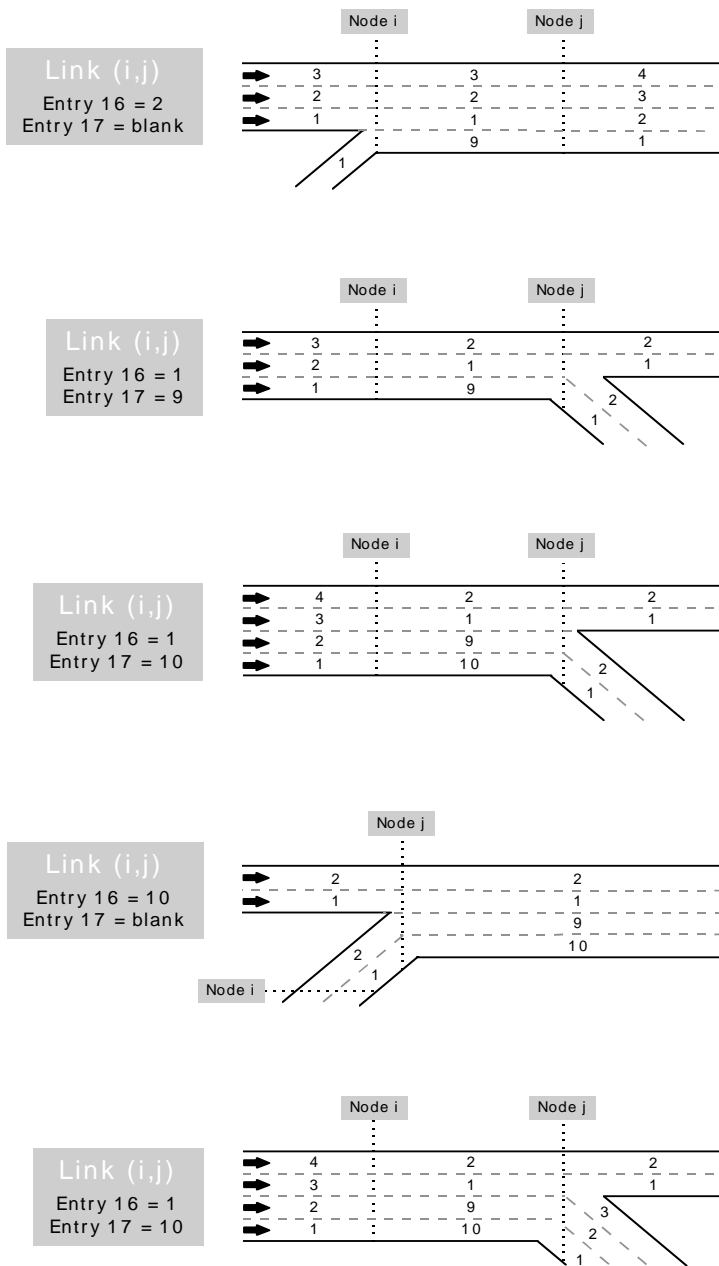 Node i Node j
Link (i,j)
Entry 16 = 2
Entry 17 = blank
3 3 4
2 2 3
1 1 2
9 1
1
Node i Node j
Link (i,j)
Entry 16 = 1
Entry 17 = 9
3 2 2
2 1 1
1 9
2
1
Node i Node j
Link (i,j)
Entry 16 = 1
Entry 17 = 10
4 2 2
3 1 1
2 9
1 10
2
1
Node j
Link (i,j)
Entry 16 = 10
Entry 17 = blank
2 2
1 1
9
10
2
1
Node i
Node i Node j
Link (i,j)
Entry 16 = 1
Entry 17 = 10
4 2 2
3 1 1
2 9 3
1 10 2
1